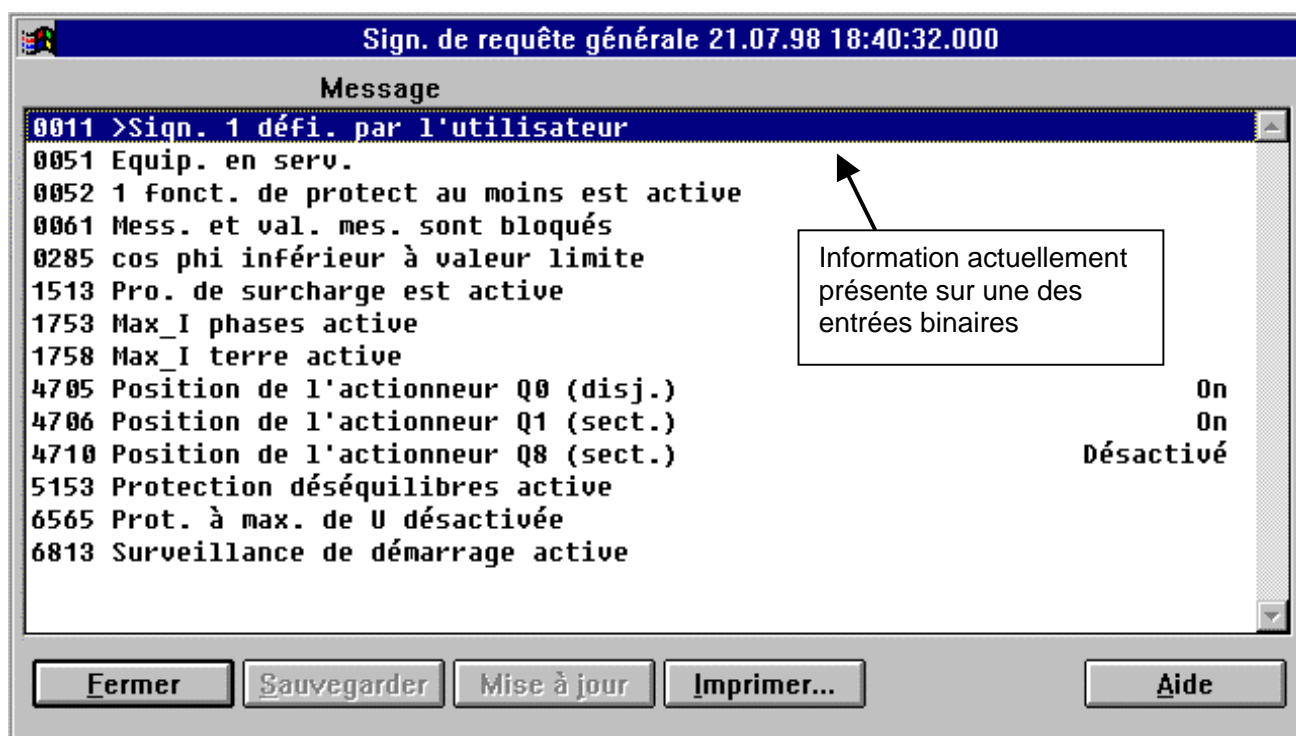 Sign. de requête générale 21.07.98 18:40:32.000
Message
0011 >Sign. 1 défi. par l'utilisateur
0051 Equip. en serv.
0052 1 fonct. de protect au moins est active
0061 Mess. et val. mes. sont bloqués
0285 cos phi inférieur à valeur limite
1513 Pro. de surcharge est active
1753 Max_I phases active
1758 Max_I terre active
4705 Position de l'actionneur Q0 (disj.) On
4706 Position de l'actionneur Q1 (sect.) On
4710 Position de l'actionneur Q8 (sect.) Désactivé
5153 Protection déséquilibres active
6565 Prot. à max. de U désactivée
6813 Surveillance de démarrage active
Information actuellement
présente sur une des
entrées binaires
Fermer Sauvegarder Mise à jour Imprimer... Aide